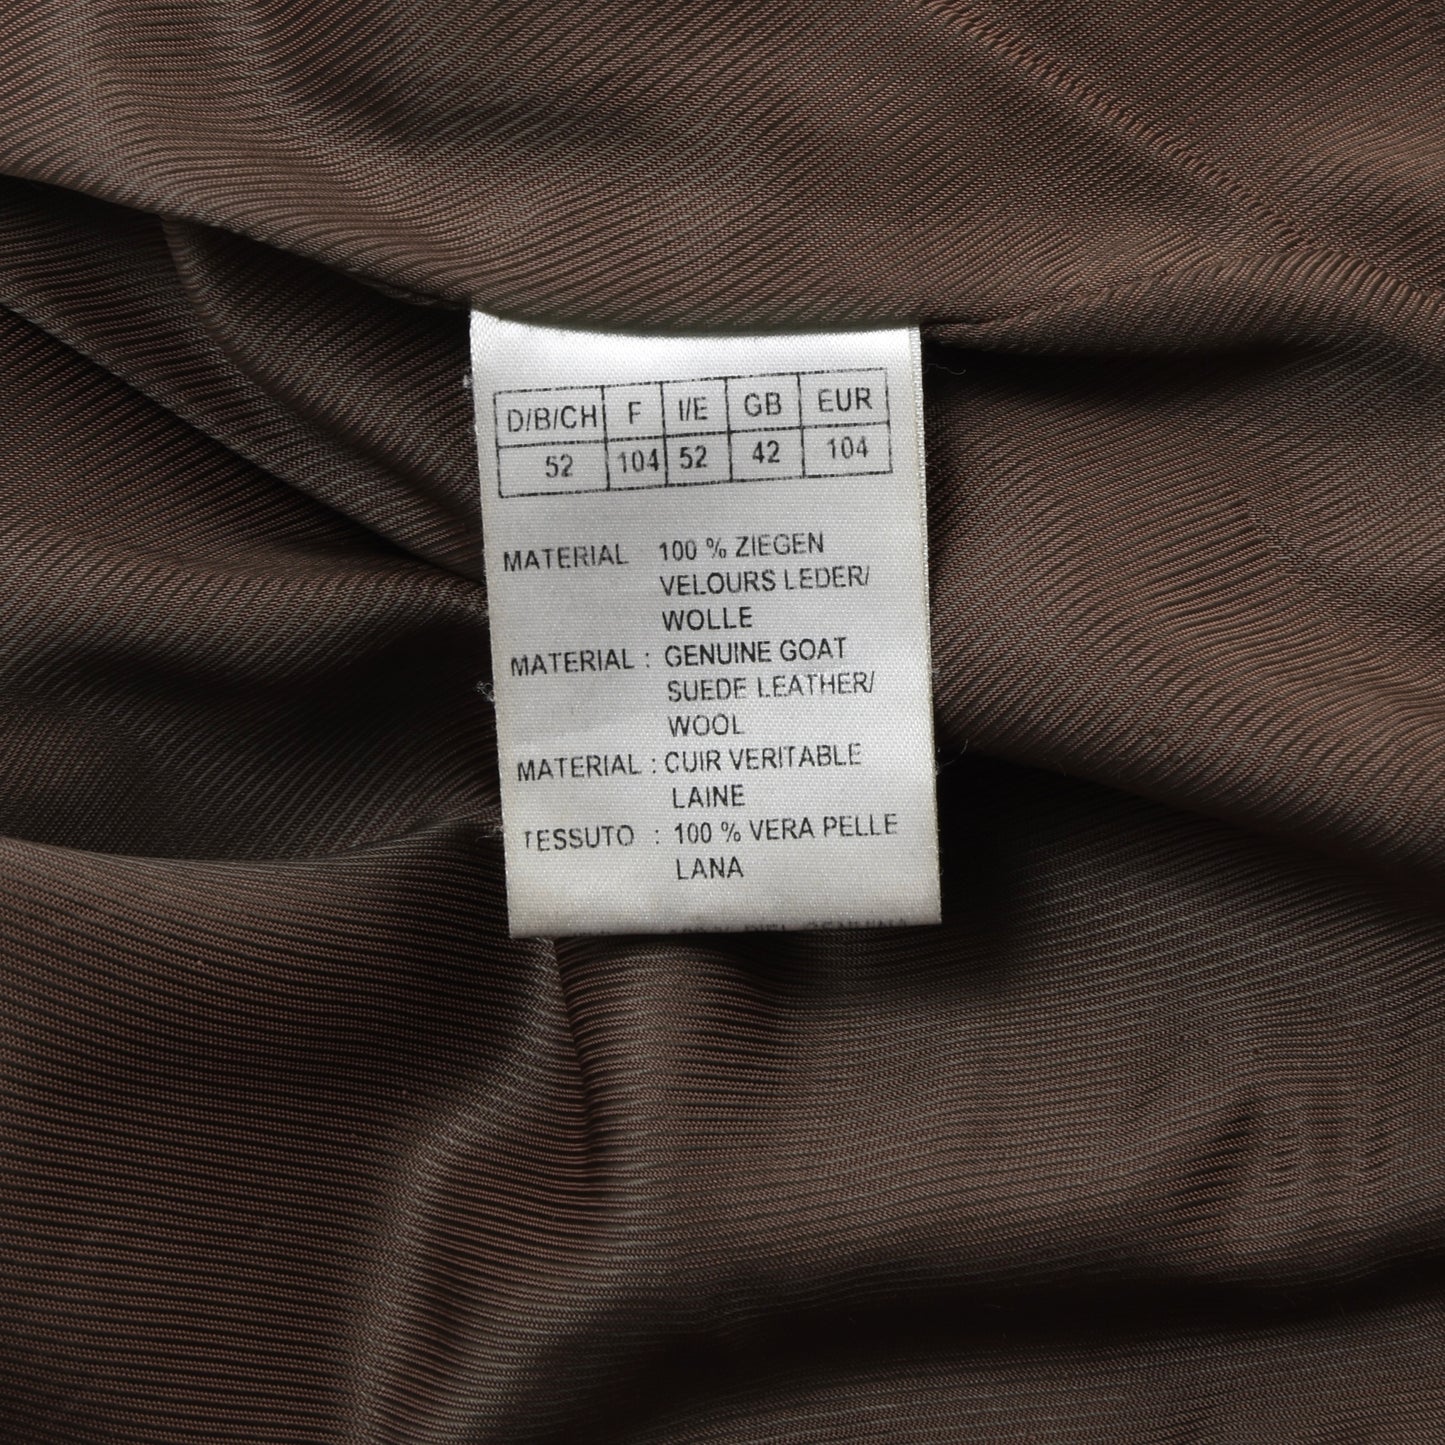 D/B/CH F I/E GB EUR
52 104 52 42 104
MATERIAL 100 % ZIEGEN
VELOURS LEDER/
WOLLE
MATERIAL : GENUINE GOAT
SUEDE LEATHER/
WOOL
MATERIAL : CUIR VERITABLE
LAINE
TESSUTO : 100 % VERA PELLE
LANA